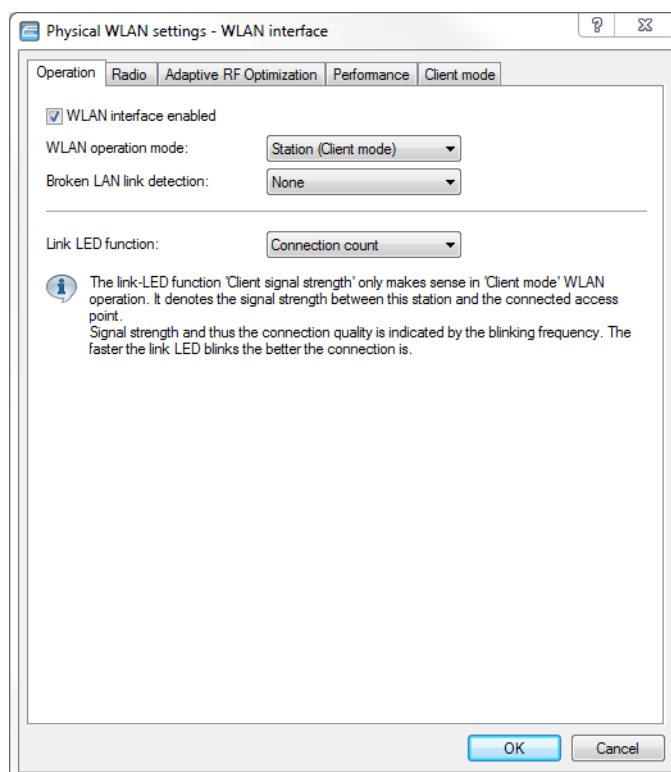 Physical WLAN settings - WLAN interface
Operation Radio Adaptive RF Optimization Performance Client mode
WLAN interface enabled
WLAN operation mode: Station (Client mode)
Broken LAN link detection: None
Link LED function: Connection count
The link-LED function 'Client signal strength' only makes sense in 'Client mode' WLAN
operation. It denotes the signal strength between this station and the connected access
point.
Signal strength and thus the connection quality is indicated by the blinking frequency. The
faster the link LED blinks the better the connection is.
OK Cancel